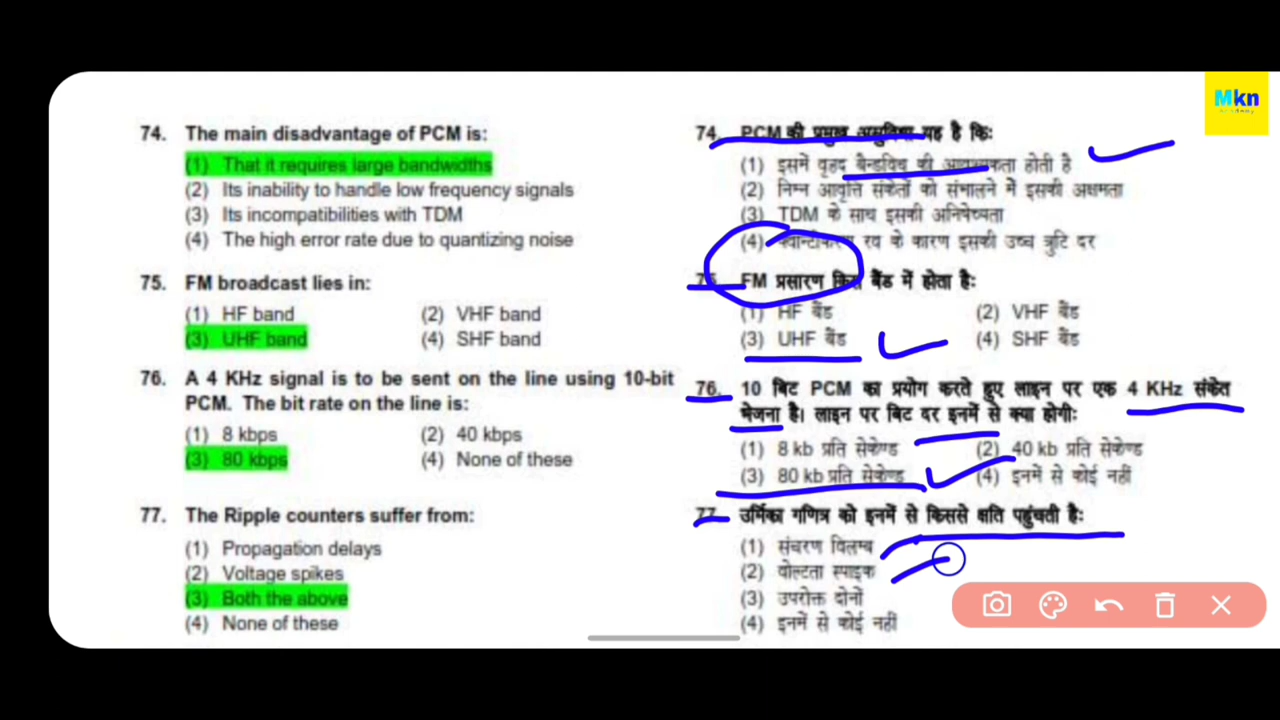 Mkn
74. The main disadvantage of PCM is:
(1) That it requires large bandwidths
(2) Its inability to handle low frequency signals
(3) Its incompatibilities with TDM
(4) The high error rate due to quantizing noise
75. FM broadcast lies in:
(1) HF band (2) VHF band
(3) UHF band (4) SHF band
76. A 4 KHz signal is to be sent on the line using 10-bit
PCM. The bit rate on the line is:
(1) 8 kbps (2) 40 kbps
(3) 80 kbps (4) None of these
77. The Ripple counters suffer from:
(1) Propagation delays
(2) Voltage spikes
(3) Both the above
(4) None of these
74. PCM की प्रमुख असुविधा यह है कि:
(1) इसमें वृहद बैन्डविथ की आवश्यकता होती है
(2) निम्न आवृत्ति संकेतों को संभालने में इसकी अक्षमता
(3) TDM के साथ इसकी
(4) क्वान्टीकरण रव के कारण इसकी उच्च त्रुटि दर
75. FM प्रसारण किस बैंड में होता है:
(1) HF बैंड (2) VHF बैंड
(3) UHF बैंड (4) SHF बैंड
76. 10 बिट PCM का प्रयोग करते हुए लाइन पर एक 4 KHz संकेत
भेजना है। लाइन पर बिट दर इनमें से क्या होगी:
(1) 8 kb प्रति सेकेण्ड (2) 40 kb प्रति सेकेण्ड
(3) 80 kb प्रति सेकेण्ड (4) इनमें से कोई नहीं
77. उर्मिका गणित्र को इनमें से किससे क्षति पहुंचती है:
(1) संचरण विलम्ब
(2) वोल्टता स्पाइक
(3) उपरोक्त दोनों
(4) इनमें से कोई नहीं